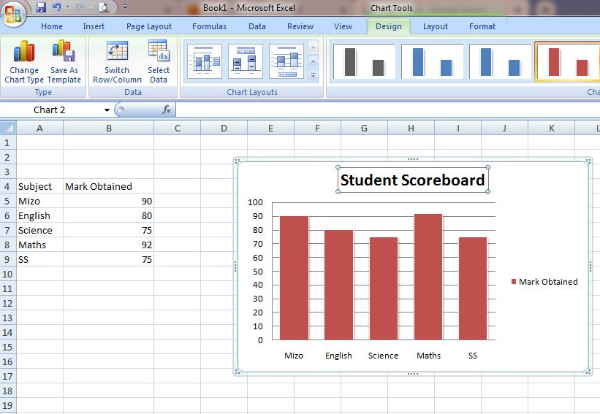 Book1 - Microsoft Excel
Chart Tools
Home Insert Page Layout Formulas Data Review View Design Layout Format
Change Chart Type
Save As Template
Switch Row/Column
Select Data
Type Data Chart Layouts Cha
Chart 2 fx
A B C D E F G H I J K L
1
2
3
4 Subject Mark Obtained
5 Mizo 90
6 English 80
7 Science 75
8 Maths 92
9 SS 75
10
11
12
13
14
15
16
17
18
19
Student Scoreboard
100
90
80
70
60
50
40
30
20
10
0
Mizo English Science Maths SS
Mark Obtained